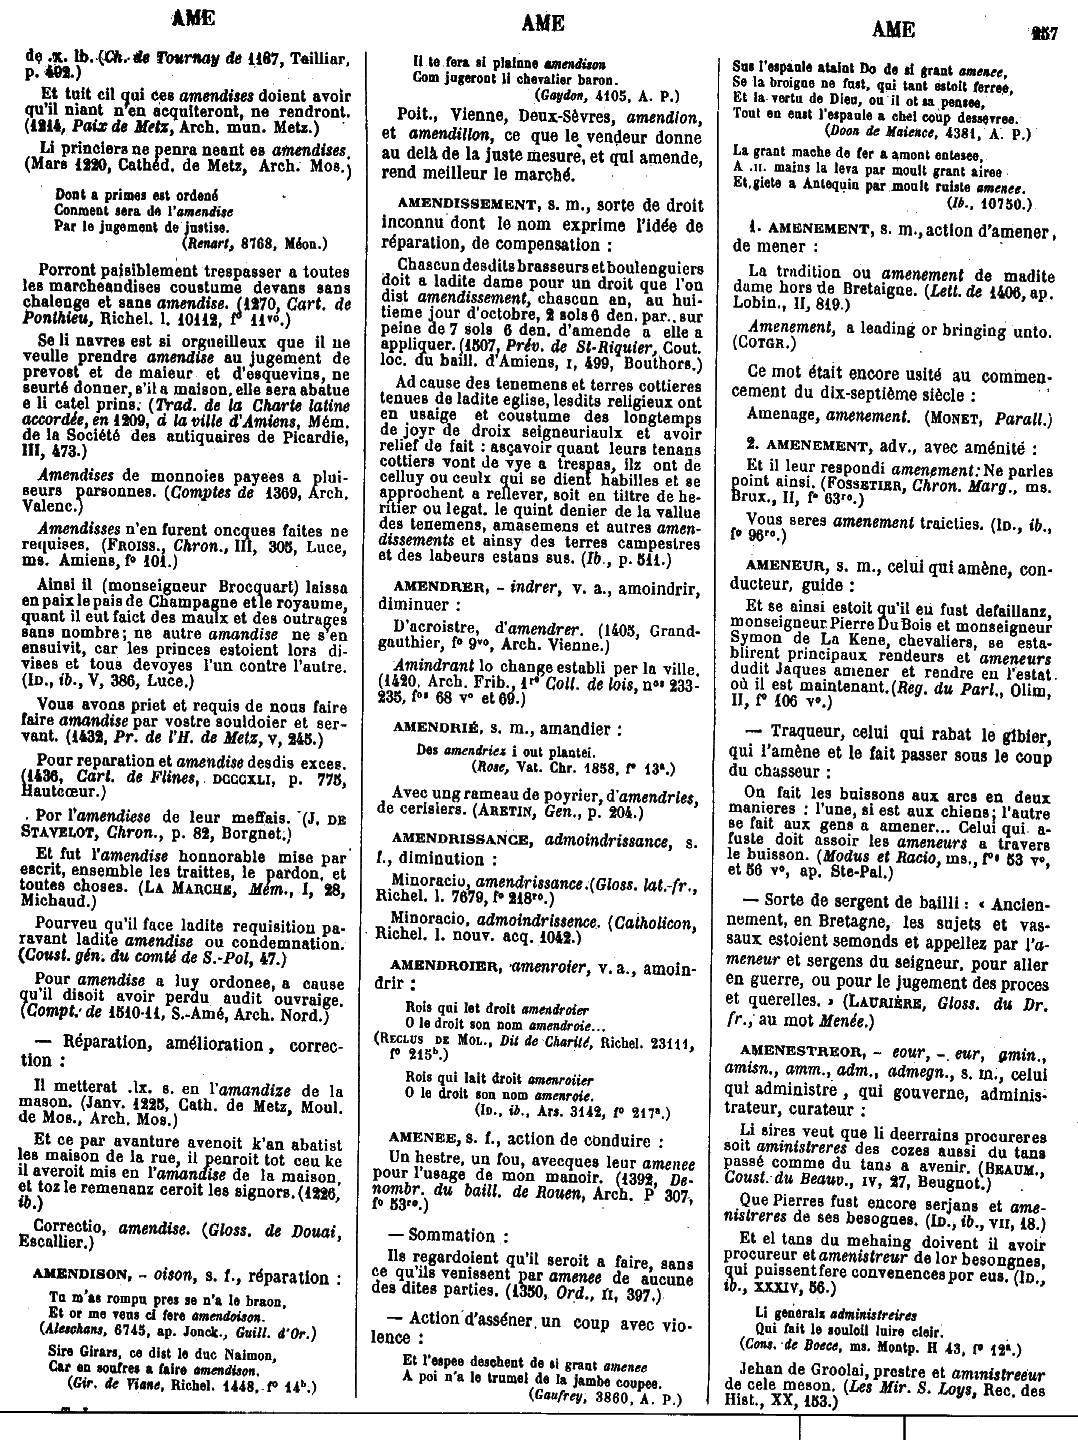 AME
AME
AME
257
de .x. lb. (Ch. de Tournay de 1187, Tailliar,
p. 492.)
Et tuit cil qui ces amendises doient avoir
qu'il niant n'en acquiteront, ne rendront.
(1214, Paix de Metz, Arch. mun. Metz.)
Li princiers ne penra neant es amendises.
(Mars 1220, Cathéd. de Metz, Arch. Mos.)
Dont a primes est ordené
Conment sera de l'amendise
Par le jugement de justise.
(Renart, 8768, Méon.)
Porront paisiblement trespasser a toutes
les marcheandises coustume devans sans
chalenge et sans amendise. (1270, Cart. de
Ponthieu, Richel. l. 10112, f° 11vo.)
Se li navres est si orgueilleux que il ne
veulle prendre amendise au jugement de
prevost et de maieur et d'esquevins, ne
seurté donner, s'il a maison, elle sera abatue
e li catel prins. (Trad. de la Charte latine
accordée, en 1209, à la ville d'Amiens, Mém.
de la Société des antiquaires de Picardie,
III, 473.)
Amendises de monnoies payees a plui-
seurs parsonnes. (Comptes de 1369, Arch.
Valenc.)
Amendisses n'en furent oncques faites ne
requises. (FROISS., Chron., III, 305, Luce,
ms. Amiens, f° 101.)
Ainsi il (monseigneur Brocquart) laissa
en paix le pais de Champagne et le royaume,
quant il eut faict des maulx et des outrages
sans nombre; ne autre amandise ne s'en
ensuivit, car les princes estoient lors di-
vises et tous devoyes l'un contre l'autre.
(ID., ib., V, 386, Luce.)
Vous avons priet et requis de nous faire
faire amandise par vostre souldoier et ser-
vant. (1432, Pr. de l'H. de Metz, v, 245.)
Pour reparation et amendise desdis exces.
(1436, Cart. de Flines, DCCCXLI, p. 775,
Hautcœur.)
Por l'amendiese de leur meffais. (J. DE
STAVELOT, Chron., p. 82, Borgnet.)
Et fut l'amendise honnorable mise par
escrit, ensemble les traittes, le pardon, et
toutes choses. (LA MARCHE, Mém., I, 28,
Michaud.)
Pourveu qu'il face ladite requisition pa-
ravant ladite amendise ou condemnation.
(Coust. gén. du comté de S.-Pol, 47.)
Pour amendise a luy ordonee, a cause
qu'il disoit avoir perdu audit ouvraige.
(Compt. de 1510-11, S.-Amé, Arch. Nord.)
— Réparation, amélioration, correc-
tion :
Il metterat .lx. s. en l'amandize de la
mason. (Janv. 1225, Cath. de Metz, Moul.
de Mos., Arch. Mos.)
Et ce par avanture avenoit k'an abatist
les maison de la rue, il penroit tot ceu ke
il averoit mis en l'amandise de la maison,
et toz le remenanz ceroit les signors. (1226,
ib.)
Correctio, amendise. (Gloss. de Douai,
Escallier.)
AMENDISON, - oison, s. f., réparation :
Tu m'as rompu pres se n'a le braon,
Et or me veus ci fere amendoison.
(Aleschans, 6745, ap. Jonck., Guill. d'Or.)
Sire Girars, ce dist le duc Naimon,
Car en soufres a faire amendison.
(Gir. de Viane, Richel. 1448, f° 14b.)
Il te fera si plainne amendison
Com jugeront li chevalier baron.
(Gaydon, 4105, A. P.)
Poit., Vienne, Deux-Sèvres, amendion,
et amendillon, ce que le vendeur donne
au delà de la juste mesure, et qui amende,
rend meilleur le marché.
AMENDISSEMENT, s. m., sorte de droit
inconnu dont le nom exprime l'idée de
réparation, de compensation :
Chascun desdits brasseurs et boulenguiers
doit a ladite dame pour un droit que l'on
dist amendissement, chascun an, au hui-
tieme jour d'octobre, 2 sols 6 den. par., sur
peine de 7 sols 6 den. d'amende a elle a
appliquer. (1507, Prév. de St-Riquier, Cout.
loc. du baill. d'Amiens, I, 499, Bouthors.)
Ad cause des tenemens et terres cottieres
tenues de ladite eglise, lesdits religieux ont
en usaige et coustume des longtemps
de joyr de droix seigneuriaulx et avoir
relief de fait : asçavoir quant leurs tenans
cottiers vont de vye a trespas, ilz ont de
celluy ou ceulx qui se dient habilles et se
approchent a rellever, soit en tiltre de he-
ritier ou legat. le quint denier de la vallue
des tenemens, amasemens et autres amen-
dissements et ainsy des terres campestres
et des labeurs estans sus. (Ib., p. 511.)
AMENDRER, - indrer, v. a., amoindrir,
diminuer :
D'acroistre, d'amendrer. (1405, Grand-
gauthier, f° 9vo, Arch. Vienne.)
Amindrant lo change establi per la ville.
(1420, Arch. Frib., 1re Coll. de lois, nos 233-
235, fos 68 v° et 69.)
AMENDRIÉ, s. m., amandier :
Des amendriez i out plantei.
(Rose, Vat. Chr. 1858, f° 13a.)
Avec ung rameau de poyrier, d'amendries,
de cerisiers. (ARETIN, Gen., p. 204.)
AMENDRISSANCE, admoindrissance, s.
f., diminution :
Minoracio, amendrissance. (Gloss. lat.-fr.,
Richel. l. 7679, f° 218ro.)
Minoracio, admoindrissence. (Catholicon,
Richel. l. nouv. acq. 1042.)
AMENDROIER, amenroier, v. a., amoin-
drir :
Rois qui let droit amendroier
O le droit son nom amendroie...
(RECLUS DE MOL., Dit de Charité, Richel. 23111,
f° 215b.)
Rois qui lait droit amenroiier
O le droit son nom amenroie.
(ID., ib., Ars. 3142, f° 217a.)
AMENEE, s. f., action de conduire :
Un hestre, un fou, avecques leur amenee
pour l'usage de mon manoir. (1392, De-
nombr. du baill. de Rouen, Arch. P 307,
f° 53ro.)
— Sommation :
Ils regardoient qu'il seroit a faire, sans
ce qu'ils venissent par amenee de aucune
des dites parties. (1350, Ord., II, 397.)
— Action d'asséner un coup avec vio-
lence :
Et l'espee deschent de si grant amenee
A poi n'a le trumel de la jambe coupee.
(Gaufrey, 3860, A. P.)
Sus l'espaule ataint Do de si grant amenee,
Se la broigne ne fust, qui tant estoit ferree,
Et la vertu de Dieu, ou il ot sa pensee,
Tout en eust l'espaule a chel coup dessevree.
(Doon de Maience, 4381, A. P.)
La grant mache de fer a amont entesee,
A .II. mains la leva par moult grant airee
Et giete a Antequin par moult ruiste amenee.
(Ib., 10750.)
1. AMENEMENT, s. m., action d'amener,
de mener :
La tradition ou amenement de madite
dame hors de Bretaigne. (Lett. de 1406, ap.
Lobin., II, 819.)
Amenement, a leading or bringing unto.
(COTGR.)
Ce mot était encore usité au commen-
cement du dix-septième siècle :
Amenage, amenement. (MONET, Parall.)
2. AMENEMENT, adv., avec aménité :
Et il leur respondi amenement: Ne parles
point ainsi. (FOSSETIER, Chron. Marg., ms.
Brux., II, f° 63ro.)
Vous seres amenement traicties. (ID., ib.,
f° 96ro.)
AMENEUR, s. m., celui qui amène, con-
ducteur, guide :
Et se ainsi estoit qu'il eu fust defaillanz,
monseigneur Pierre Du Bois et monseigneur
Symon de La Kene, chevaliers, se esta-
blirent principaux rendeurs et ameneurs
dudit Jaques amener et rendre en l'estat
où il est maintenant. (Reg. du Parl., Olim,
II, f° 106 v°.)
— Traqueur, celui qui rabat le gibier,
qui l'amène et le fait passer sous le coup
du chasseur :
On fait les buissons aux arcs en deux
manieres : l'une, si est aux chiens; l'autre
se fait aux gens a amener... Celui qui a-
fuste doit assoir les ameneurs a travers
le buisson. (Modus et Racio, ms., fos 53 vo,
et 56 vo, ap. Ste-Pal.)
— Sorte de sergent de bailli : « Ancien-
nement, en Bretagne, les sujets et vas-
saux estoient semonds et appellez par l'a-
meneur et sergens du seigneur, pour aller
en guerre, ou pour le jugement des proces
et querelles. » (LAURIÈRE, Gloss. du Dr.
fr., au mot Menée.)
AMENESTREOR, - eour, - eur, amin.,
amisn., amm., adm., admegn., s. m., celui
qui administre, qui gouverne, adminis-
trateur, curateur :
Li sires veut que li deerrains procureres
soit aministreres des cozes aussi du tans
passé comme du tans a avenir. (BEAUM.,
Coust. du Beauv., IV, 27, Beugnot.)
Que Pierres fust encore serjans et ame-
nistreres de ses besognes. (ID., ib., VII, 18.)
Et el tans du mehaing doivent il avoir
procureur et amenistreur de lor besongnes,
qui puissent fere convenences por eus. (ID.,
ib., XXXIV, 56.)
Li generalz administreires
Qui fait le souloil luire cleir.
(Cons. de Boece, ms. Montp. H 43, f° 12a.)
Jehan de Groolai, prestre et aministreeur
de cele meson. (Les Mir. S. Loys, Rec. des
Hist., XX, 153.)